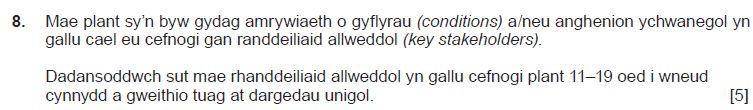 8. Mae plant sy'n byw gydag amrywiaeth o gyflyrau (conditions) a/neu anghenion ychwanegol yn
gallu cael eu cefnogi gan randdeiliaid allweddol (key stakeholders).
Dadansoddwch sut mae rhanddeiliaid allweddol yn gallu cefnogi plant 11–19 oed i wneud
cynnydd a gweithio tuag at dargedau unigol. [5]